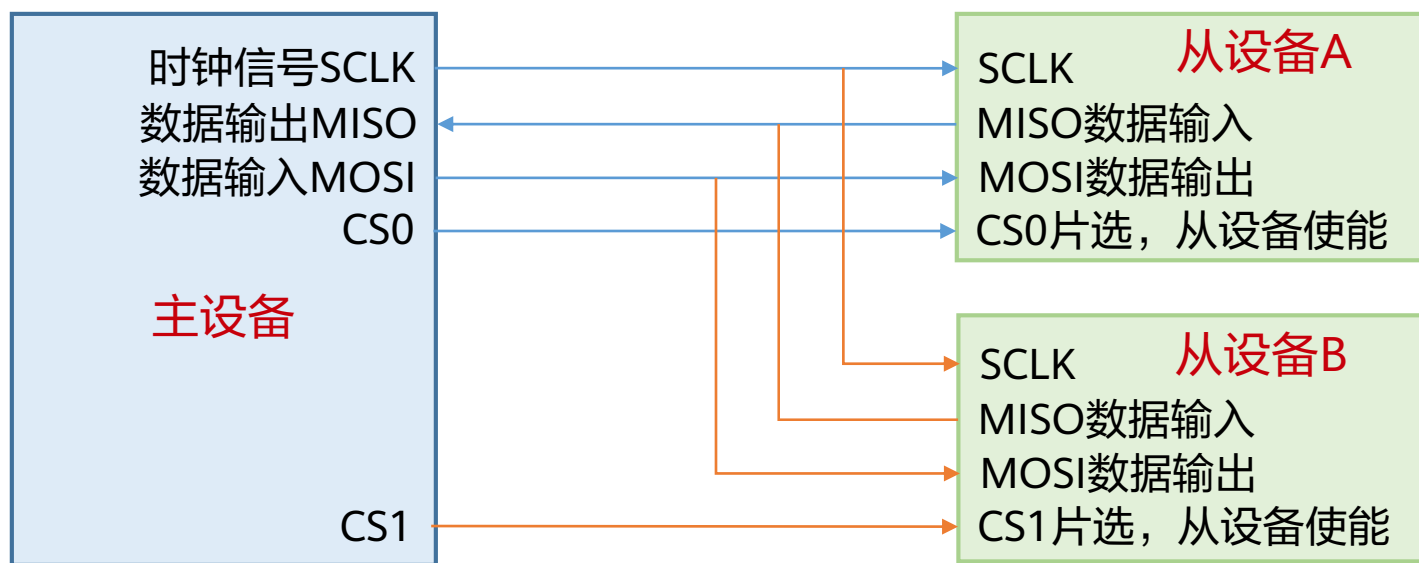 时钟信号SCLK
数据输出MISO
数据输入MOSI
CS0
主设备
CS1
从设备A
SCLK
MISO数据输入
MOSI数据输出
CS0片选，从设备使能
从设备B
SCLK
MISO数据输入
MOSI数据输出
CS1片选，从设备使能